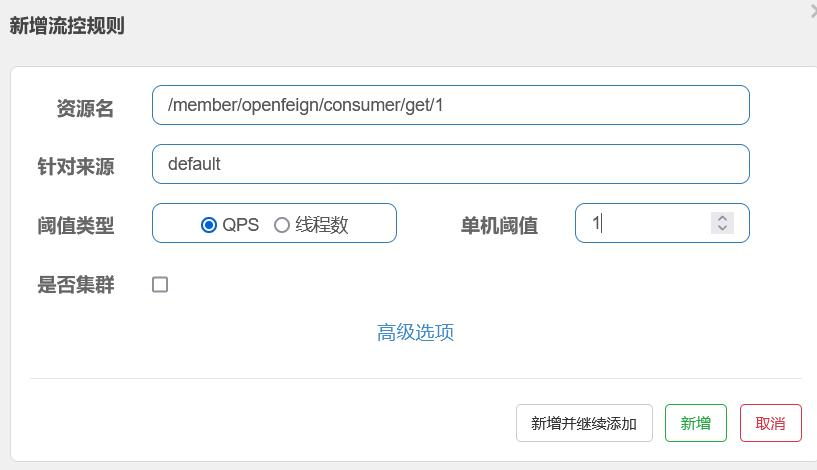 新增流控规则
资源名 /member/openfeign/consumer/get/1
针对来源 default
阈值类型 QPS 线程数 单机阈值 1
是否集群
高级选项
新增并继续添加 新增 取消